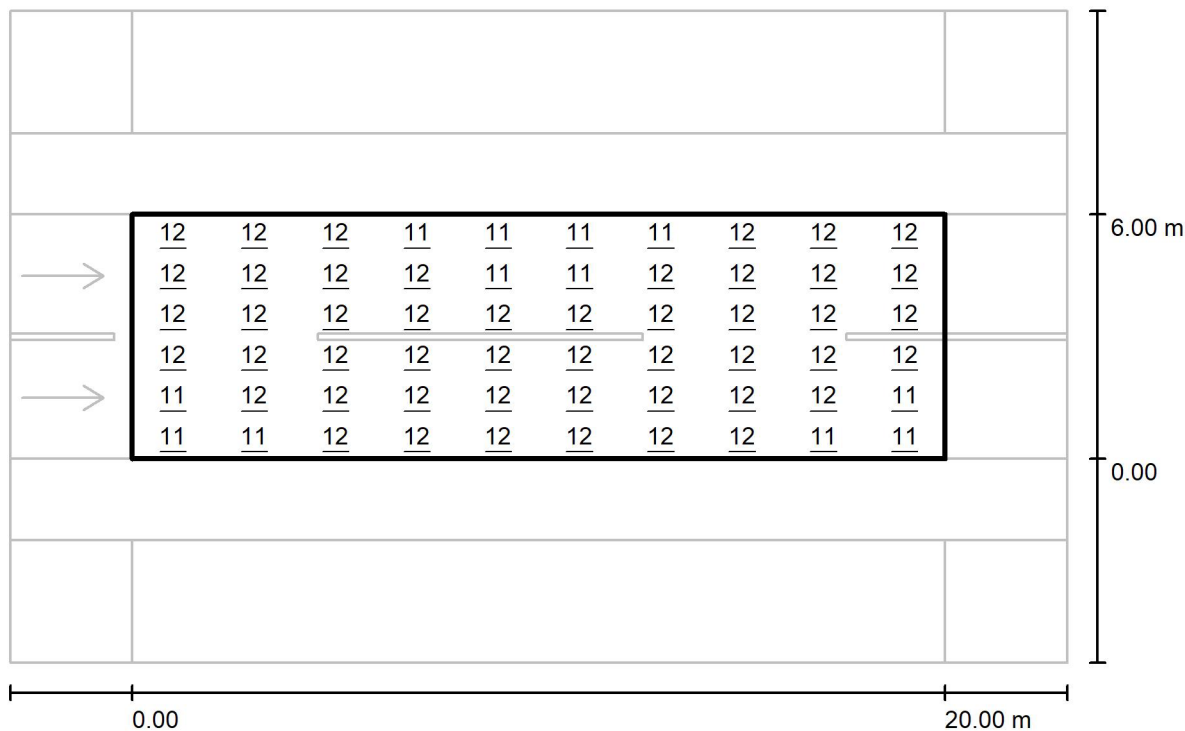 12 12 12 11 11 11 11 12 12 12
6.00 m
12 12 12 12 11 11 12 12 12 12
12 12 12 12 12 12 12 12 12 12
12 12 12 12 12 12 12 12 12 12
11 12 12 12 12 12 12 12 12 11
11 11 12 12 12 12 12 12 11 11
0.00
0.00 20.00 m